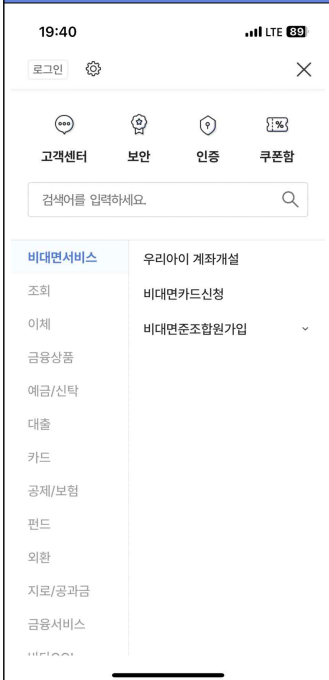 19:40 LTE 89
로그인
고객센터 보안 인증 쿠폰함
검색어를 입력하세요.
비대면서비스 우리아이 계좌개설
조회 비대면카드신청
이체 비대면준조합원가입
금융상품
예금/신탁
대출
카드
공제/보험
펀드
외환
지로/공과금
금융서비스